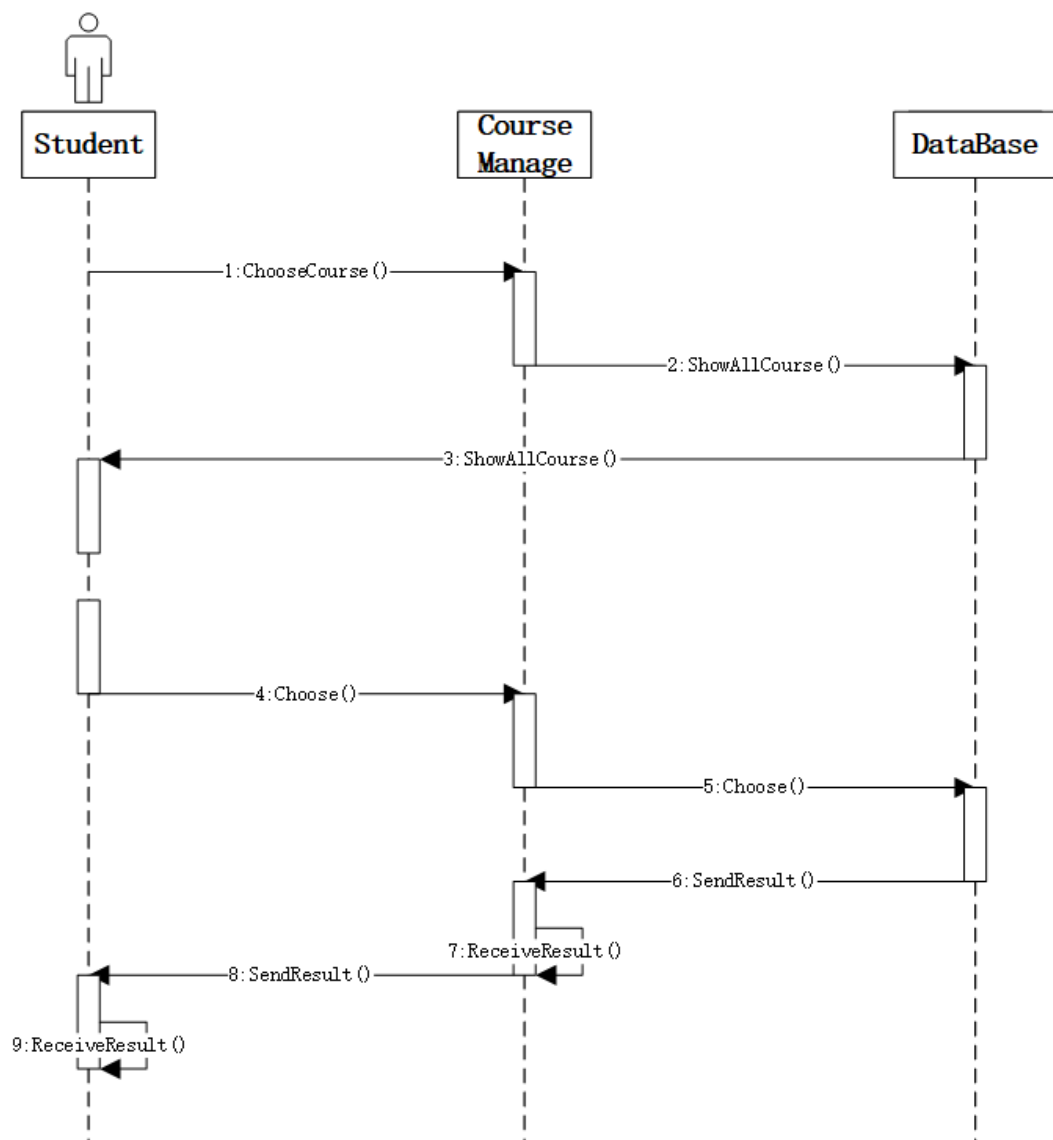 Student
Course
Manage
DataBase
1:ChooseCourse()
2:ShowAllCourse()
3:ShowAllCourse()
4:Choose()
5:Choose()
6:SendResult()
7:ReceiveResult()
8:SendResult()
9:ReceiveResult()